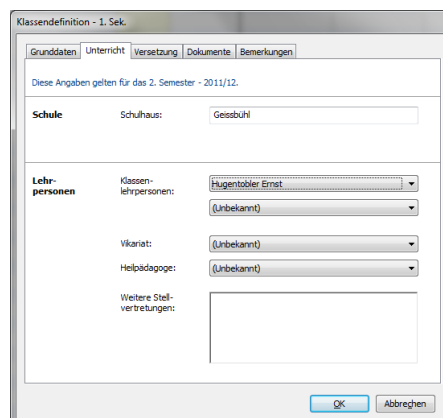 Klassendefinition - 1. Sek.
Grunddaten Unterricht Versetzung Dokumente Bemerkungen
Diese Angaben gelten für das 2. Semester - 2011/12.
Schule Schulhaus: Geissbühl
Lehr- Klassen- Hugentobler Ernst
personen lehrpersonen:
(Unbekannt)
Vikariat: (Unbekannt)
Heilpädagoge: (Unbekannt)
Weitere Stell-
vertretungen:
OK Abbrechen